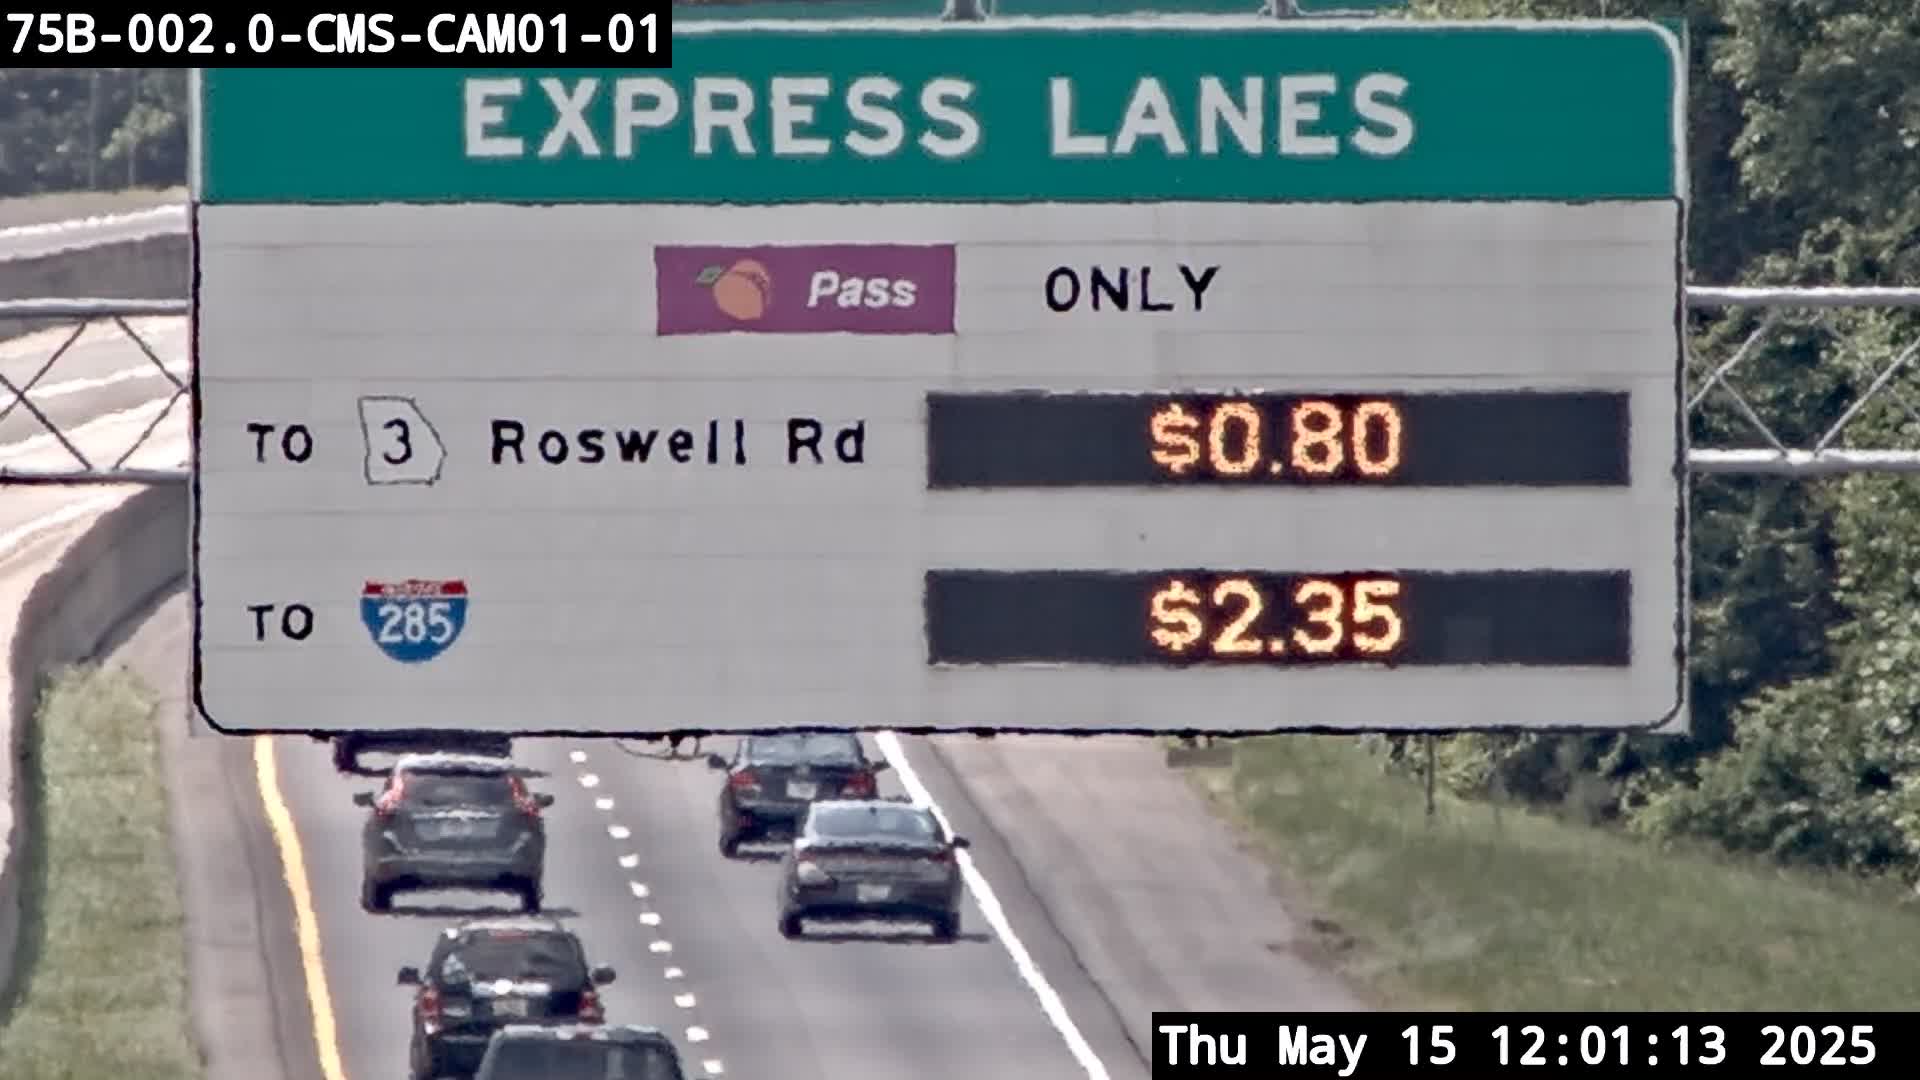 75B-002.0-CMS-CAM01-01
EXPRESS LANES
Pass ONLY
TO 3 Roswell Rd $0.80
TO 285 $2.35
Thu May 15 12:01:13 2025